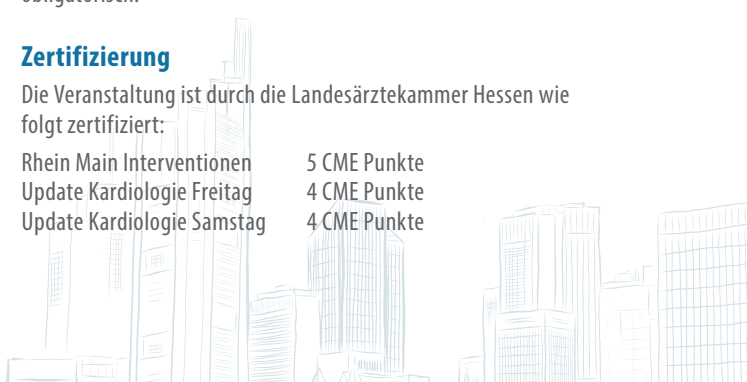 obligatorisch.
Zertifizierung
Die Veranstaltung ist durch die Landesärztekammer Hessen wie
folgt zertifiziert:
Rhein Main Interventionen 5 CME Punkte
Update Kardiologie Freitag 4 CME Punkte
Update Kardiologie Samstag 4 CME Punkte